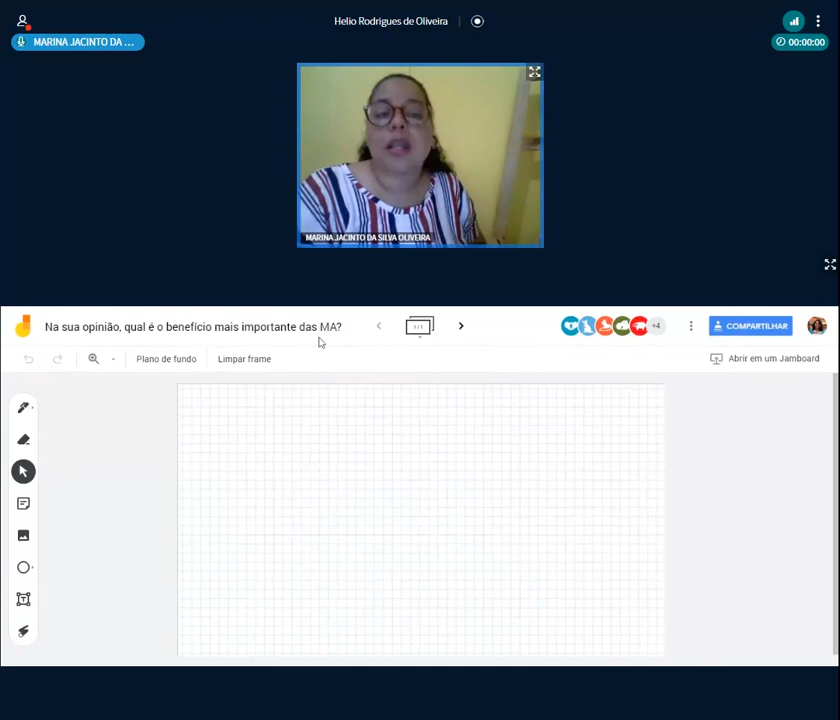 Helio Rodrigues de Oliveira
MARINA JACINTO DA ...
00:00:00
MARINA JACINTO DA SILVA OLIVEIRA
Na sua opinião, qual é o benefício mais importante das MA?
1/1
+4
COMPARTILHAR
Plano de fundo
Limpar frame
Abrir em um Jamboard